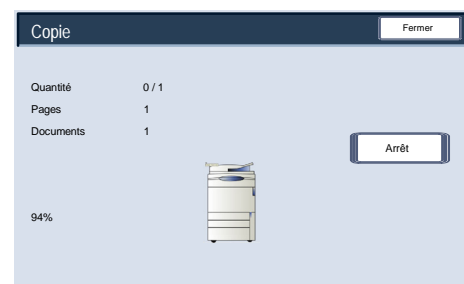 Copie Fermer
Quantité 0 / 1
Pages 1
Documents 1
Arrêt
94%